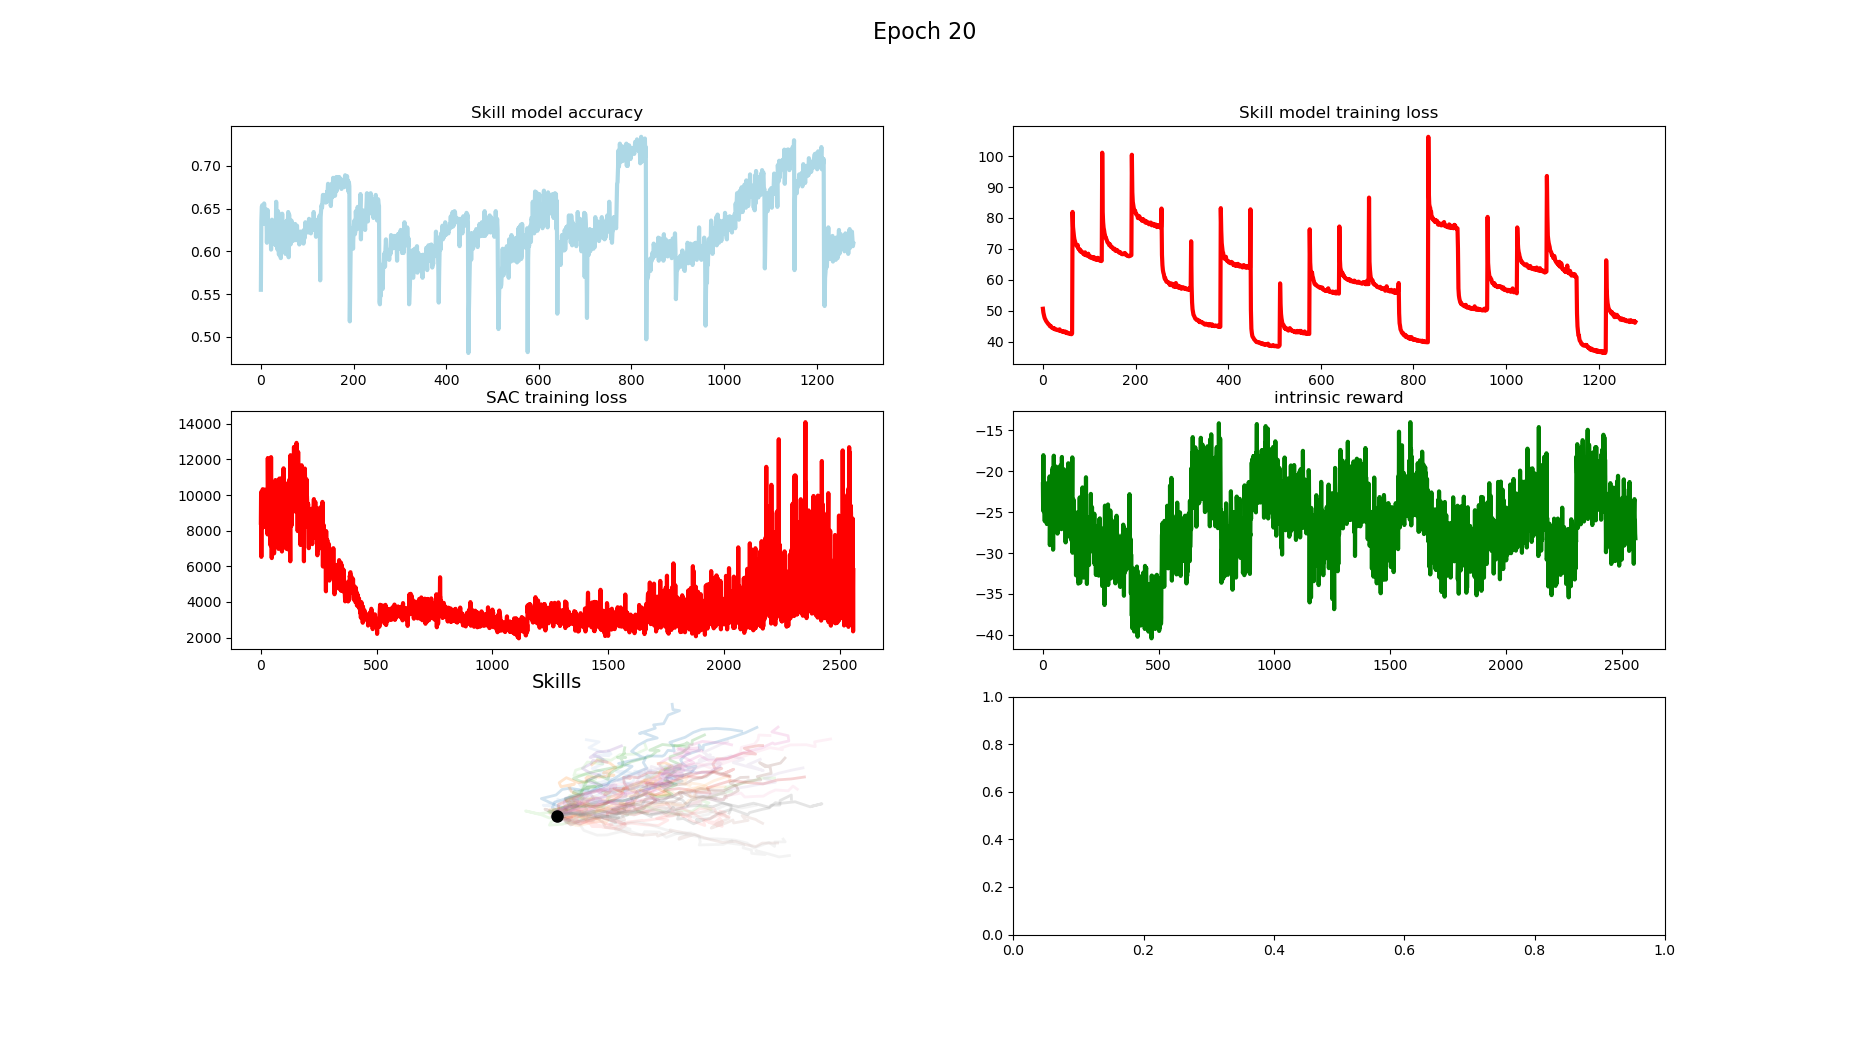 Epoch 20
Skill model accuracy
0.70
0.65
0.60
0.55
0.50
0 200 400 600 800 1000 1200
Skill model training loss
100
90
80
70
60
50
40
0 200 400 600 800 1000 1200
SAC training loss
14000
12000
10000
8000
6000
4000
2000
0 500 1000 1500 2000 2500
intrinsic reward
−15
−20
−25
−30
−35
−40
0 500 1000 1500 2000 2500
Skills
1.0
0.8
0.6
0.4
0.2
0.0
0.0 0.2 0.4 0.6 0.8 1.0